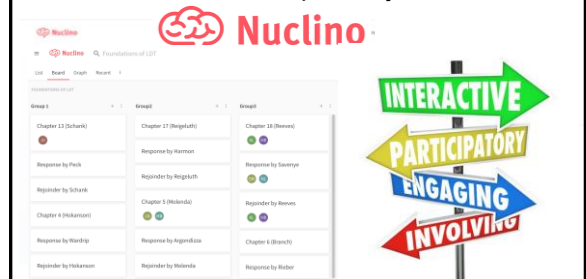 Nuclino
Nuclino
Nuclino
Foundations of LDT
List Board Graph Recent
FOUNDATIONS OF LDT
Group 1
Chapter 13 (Schank)
Response by Peck
Rejoinder by Schank
Chapter 4 (Hokanson)
Response by Wardrip
Rejoinder by Hokanson
Group2
Chapter 17 (Reigeluth)
Response by Harmon
Rejoinder by Reigeluth
Chapter 5 (Molenda)
Response by Argondizza
Rejoinder by Molenda
Group3
Chapter 16 (Reeves)
Response by Savenye
Rejoinder by Reeves
Chapter 6 (Branch)
Response by Rieber
INTERACTIVE
PARTICIPATORY
ENGAGING
INVOLVING